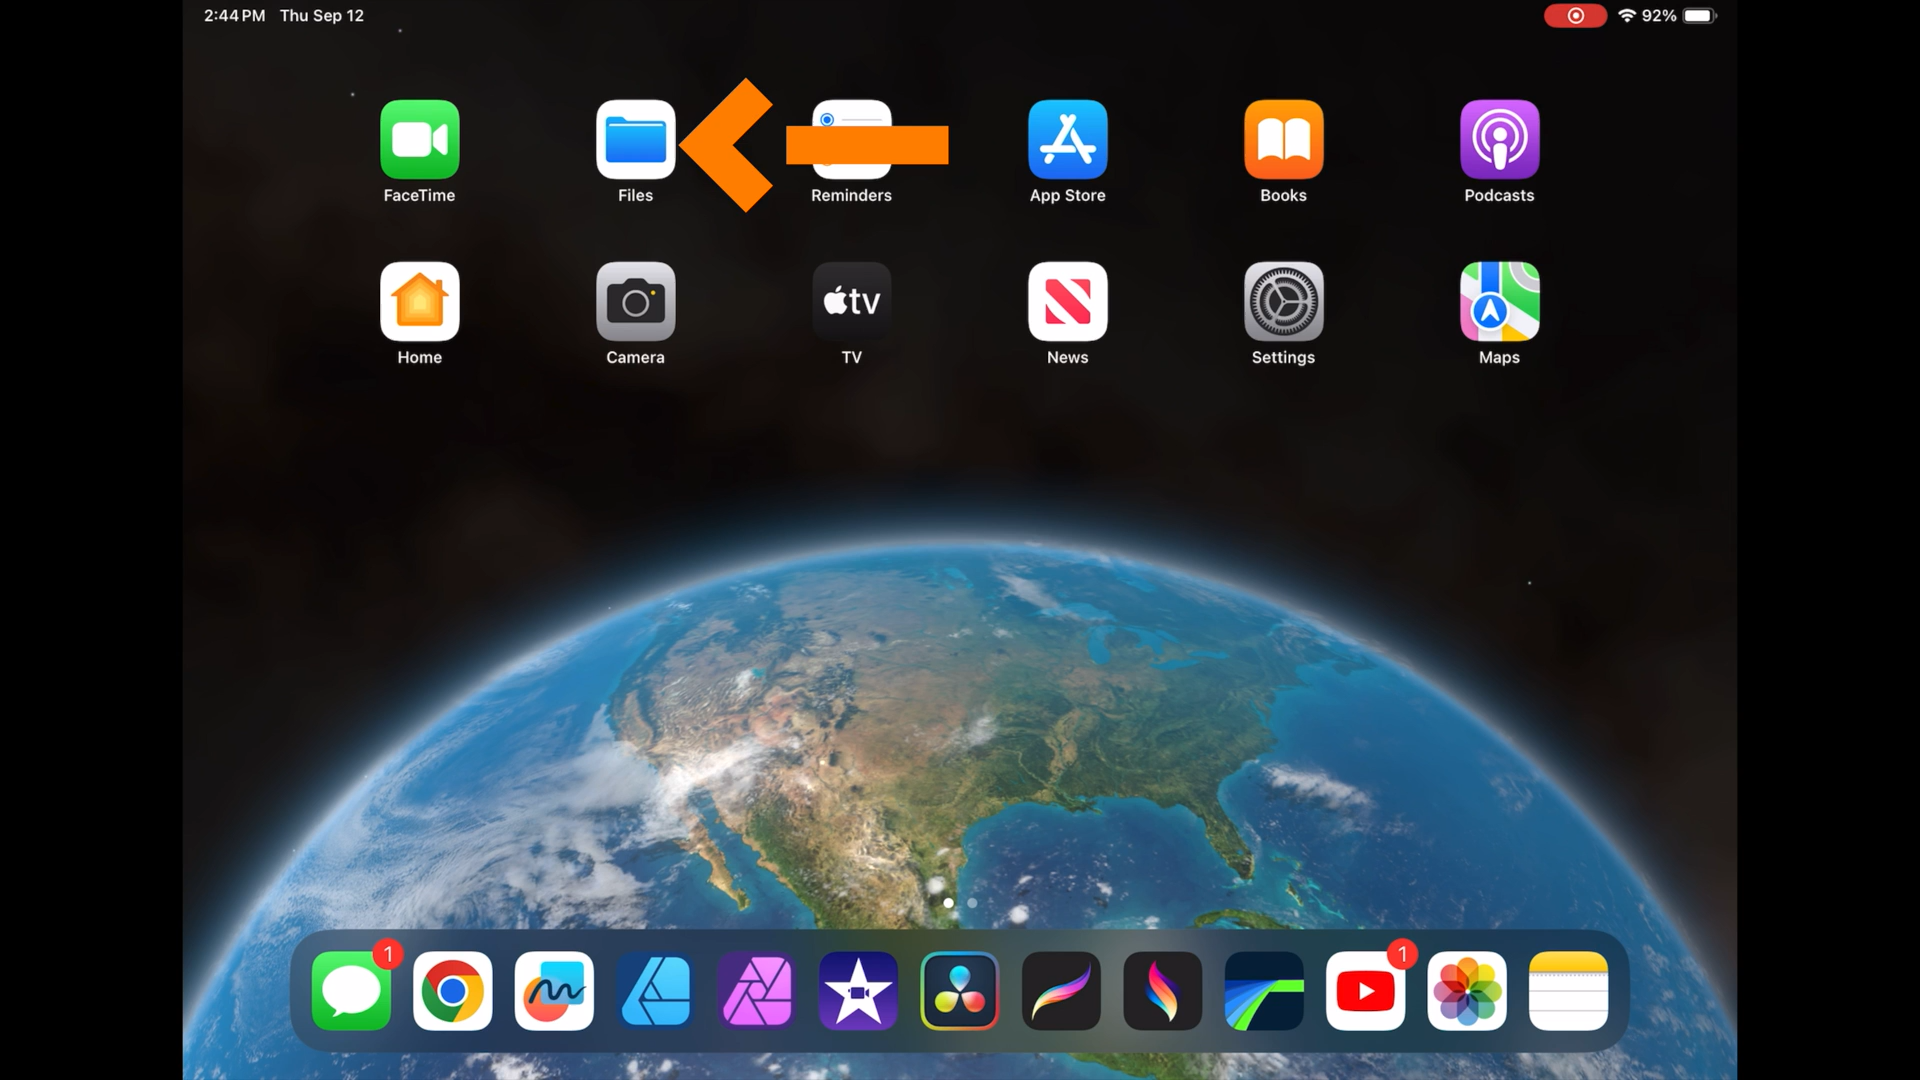 2:44 PM Thu Sep 12
92%
FaceTime
Files
Reminders
App Store
Books
Podcasts
tv
Home
Camera
TV
News
Settings
Maps
1
1